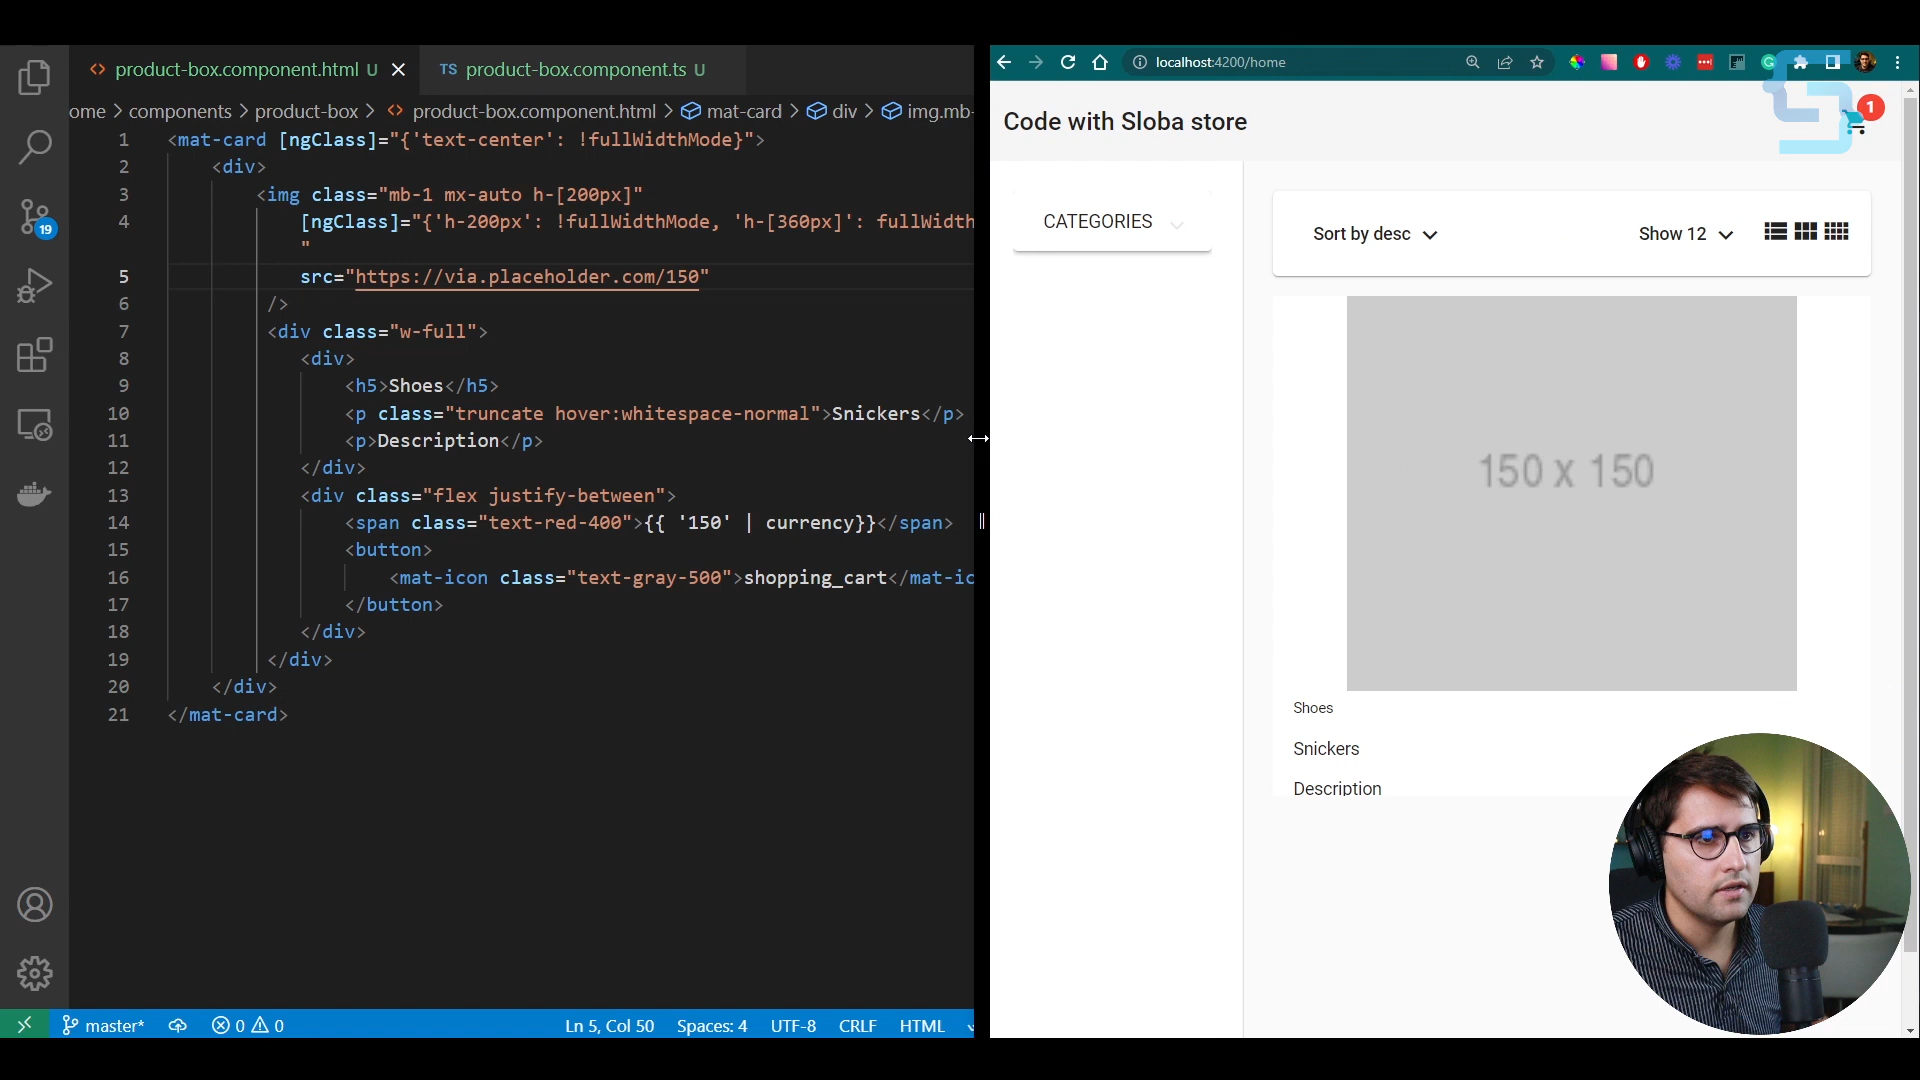 product-box.component.html U
TS product-box.component.ts U
ome > components > product-box > product-box.component.html > mat-card > div > img.mb-
1 <mat-card [ngClass]="{'text-center': !fullWidthMode}">
2 <div>
3 <img class="mb-1 mx-auto h-[200px]"
4 [ngClass]="{'h-200px': !fullWidthMode, 'h-[360px]': fullWidth
"
5 src="https://via.placeholder.com/150"
6 />
7 <div class="w-full">
8 <div>
9 <h5>Shoes</h5>
10 <p class="truncate hover:whitespace-normal">Snickers</p>
11 <p>Description</p>
12 </div>
13 <div class="flex justify-between">
14 <span class="text-red-400">{{ '150' | currency}}</span>
15 <button>
16 <mat-icon class="text-gray-500">shopping_cart</mat-ic
17 </button>
18 </div>
19 </div>
20 </div>
21 </mat-card>
19
master*
0 0
Ln 5, Col 50
Spaces: 4
UTF-8
CRLF
HTML
localhost:4200/home
Code with Sloba store
1
CATEGORIES
Sort by desc
Show 12
150 x 150
Shoes
Snickers
Description